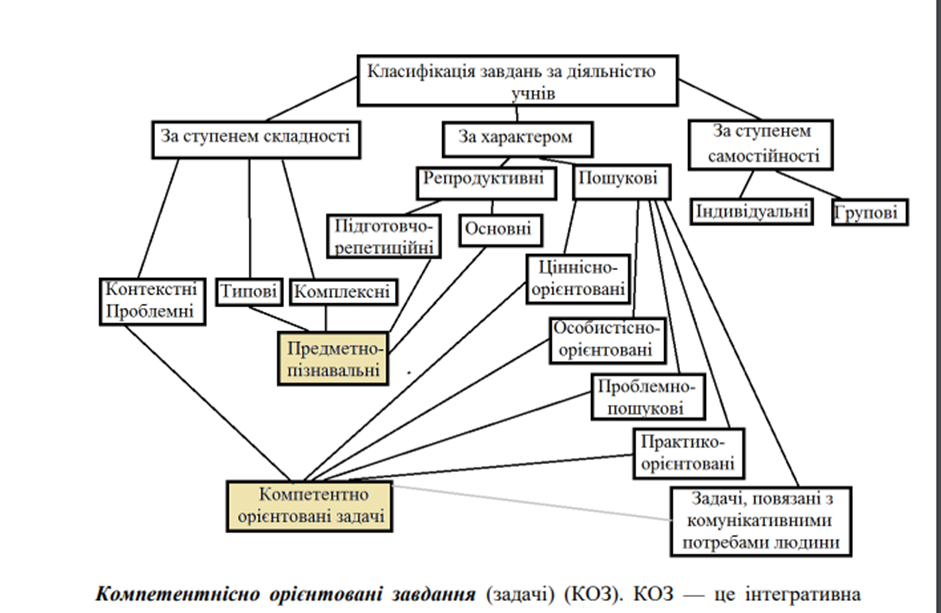 Класифікація завдань за діяльністю
учнів
За ступенем складності
За характером
За ступенем
самостійності
Репродуктивні
Пошукові
Індивідуальні
Групові
Підготовчо-
репетиційні
Основні
Ціннісно-
орієнтовані
Контекстні
Проблемні
Типові
Комплексні
Особистісно-
орієнтовані
Предметно-
пізнавальні
Проблемно-
пошукові
Практико-
орієнтовані
Компетентно
орієнтовані задачі
Задачі, повязані з
комунікативними
потребами людини
Компетентнісно орієнтовані завдання (задачі) (КОЗ). КОЗ — це інтегративна